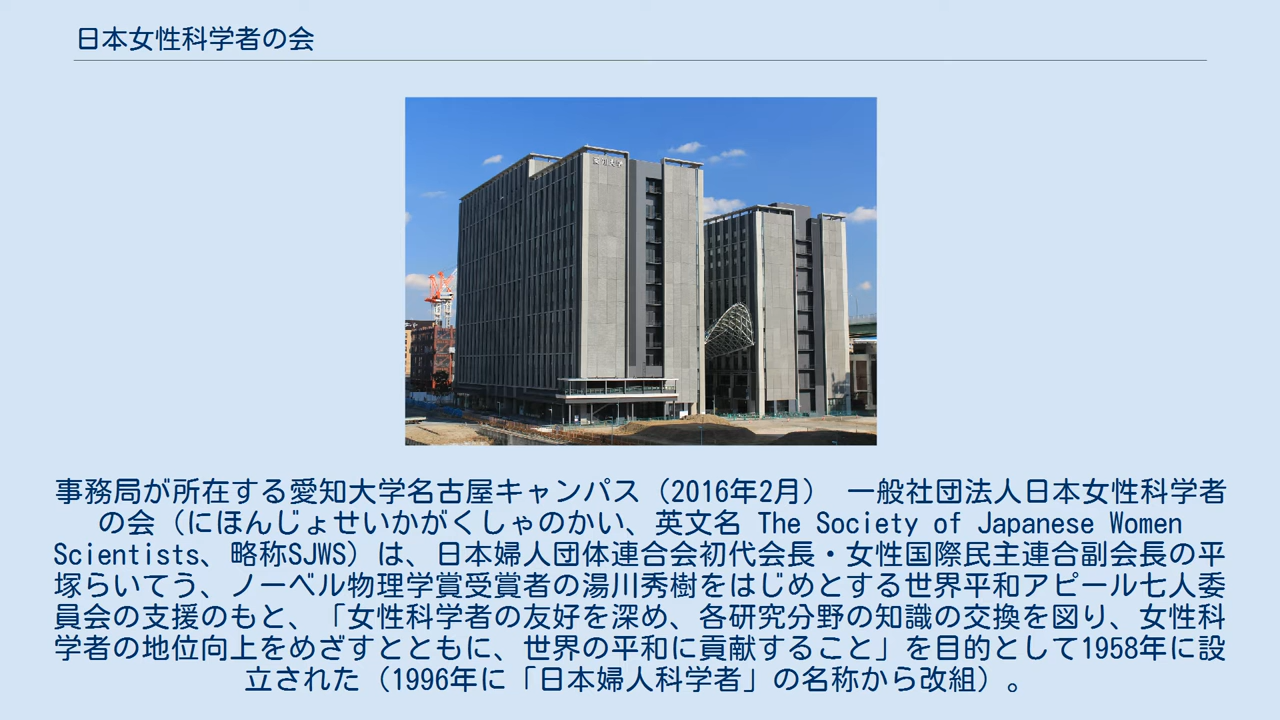 日本女性科学者の会
愛知大学
事務局が所在する愛知大学名古屋キャンパス（2016年2月） 一般社団法人日本女性科学者
の会（にほんじょせいかがくしゃのかい、英文名 The Society of Japanese Women
Scientists、略称SJWS）は、日本婦人団体連合会初代会長・女性国際民主連合副会長の平
塚らいてう、ノーベル物理学賞受賞者の湯川秀樹をはじめとする世界平和アピール七人委
員会の支援のもと、「女性科学者の友好を深め、各研究分野の知識の交換を図り、女性科
学者の地位向上をめざすとともに、世界の平和に貢献すること」を目的として1958年に設
立された（1996年に「日本婦人科学者」の名称から改組）。